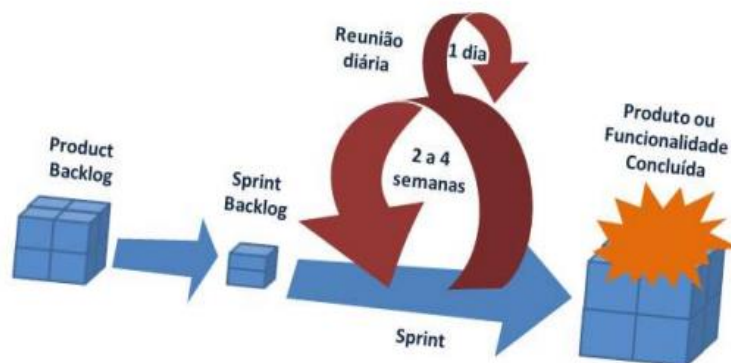 Product
Backlog
Sprint
Backlog
Reunião
diária
1 dia
2 a 4
semanas
Sprint
Produto ou
Funcionalidade
Concluída